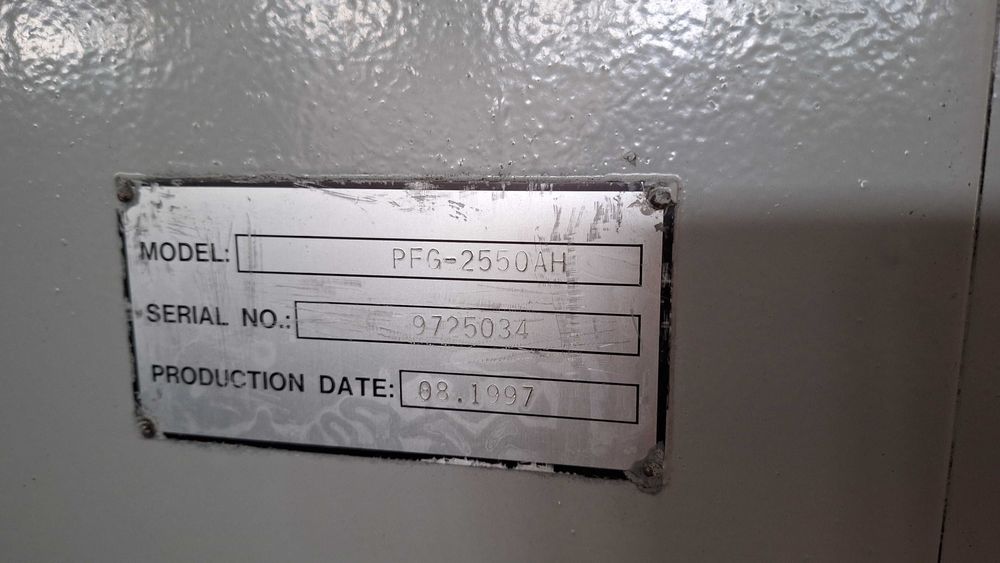 MODEL: PFG-2550AH
SERIAL NO.: 9725034
PRODUCTION DATE: 08.1997